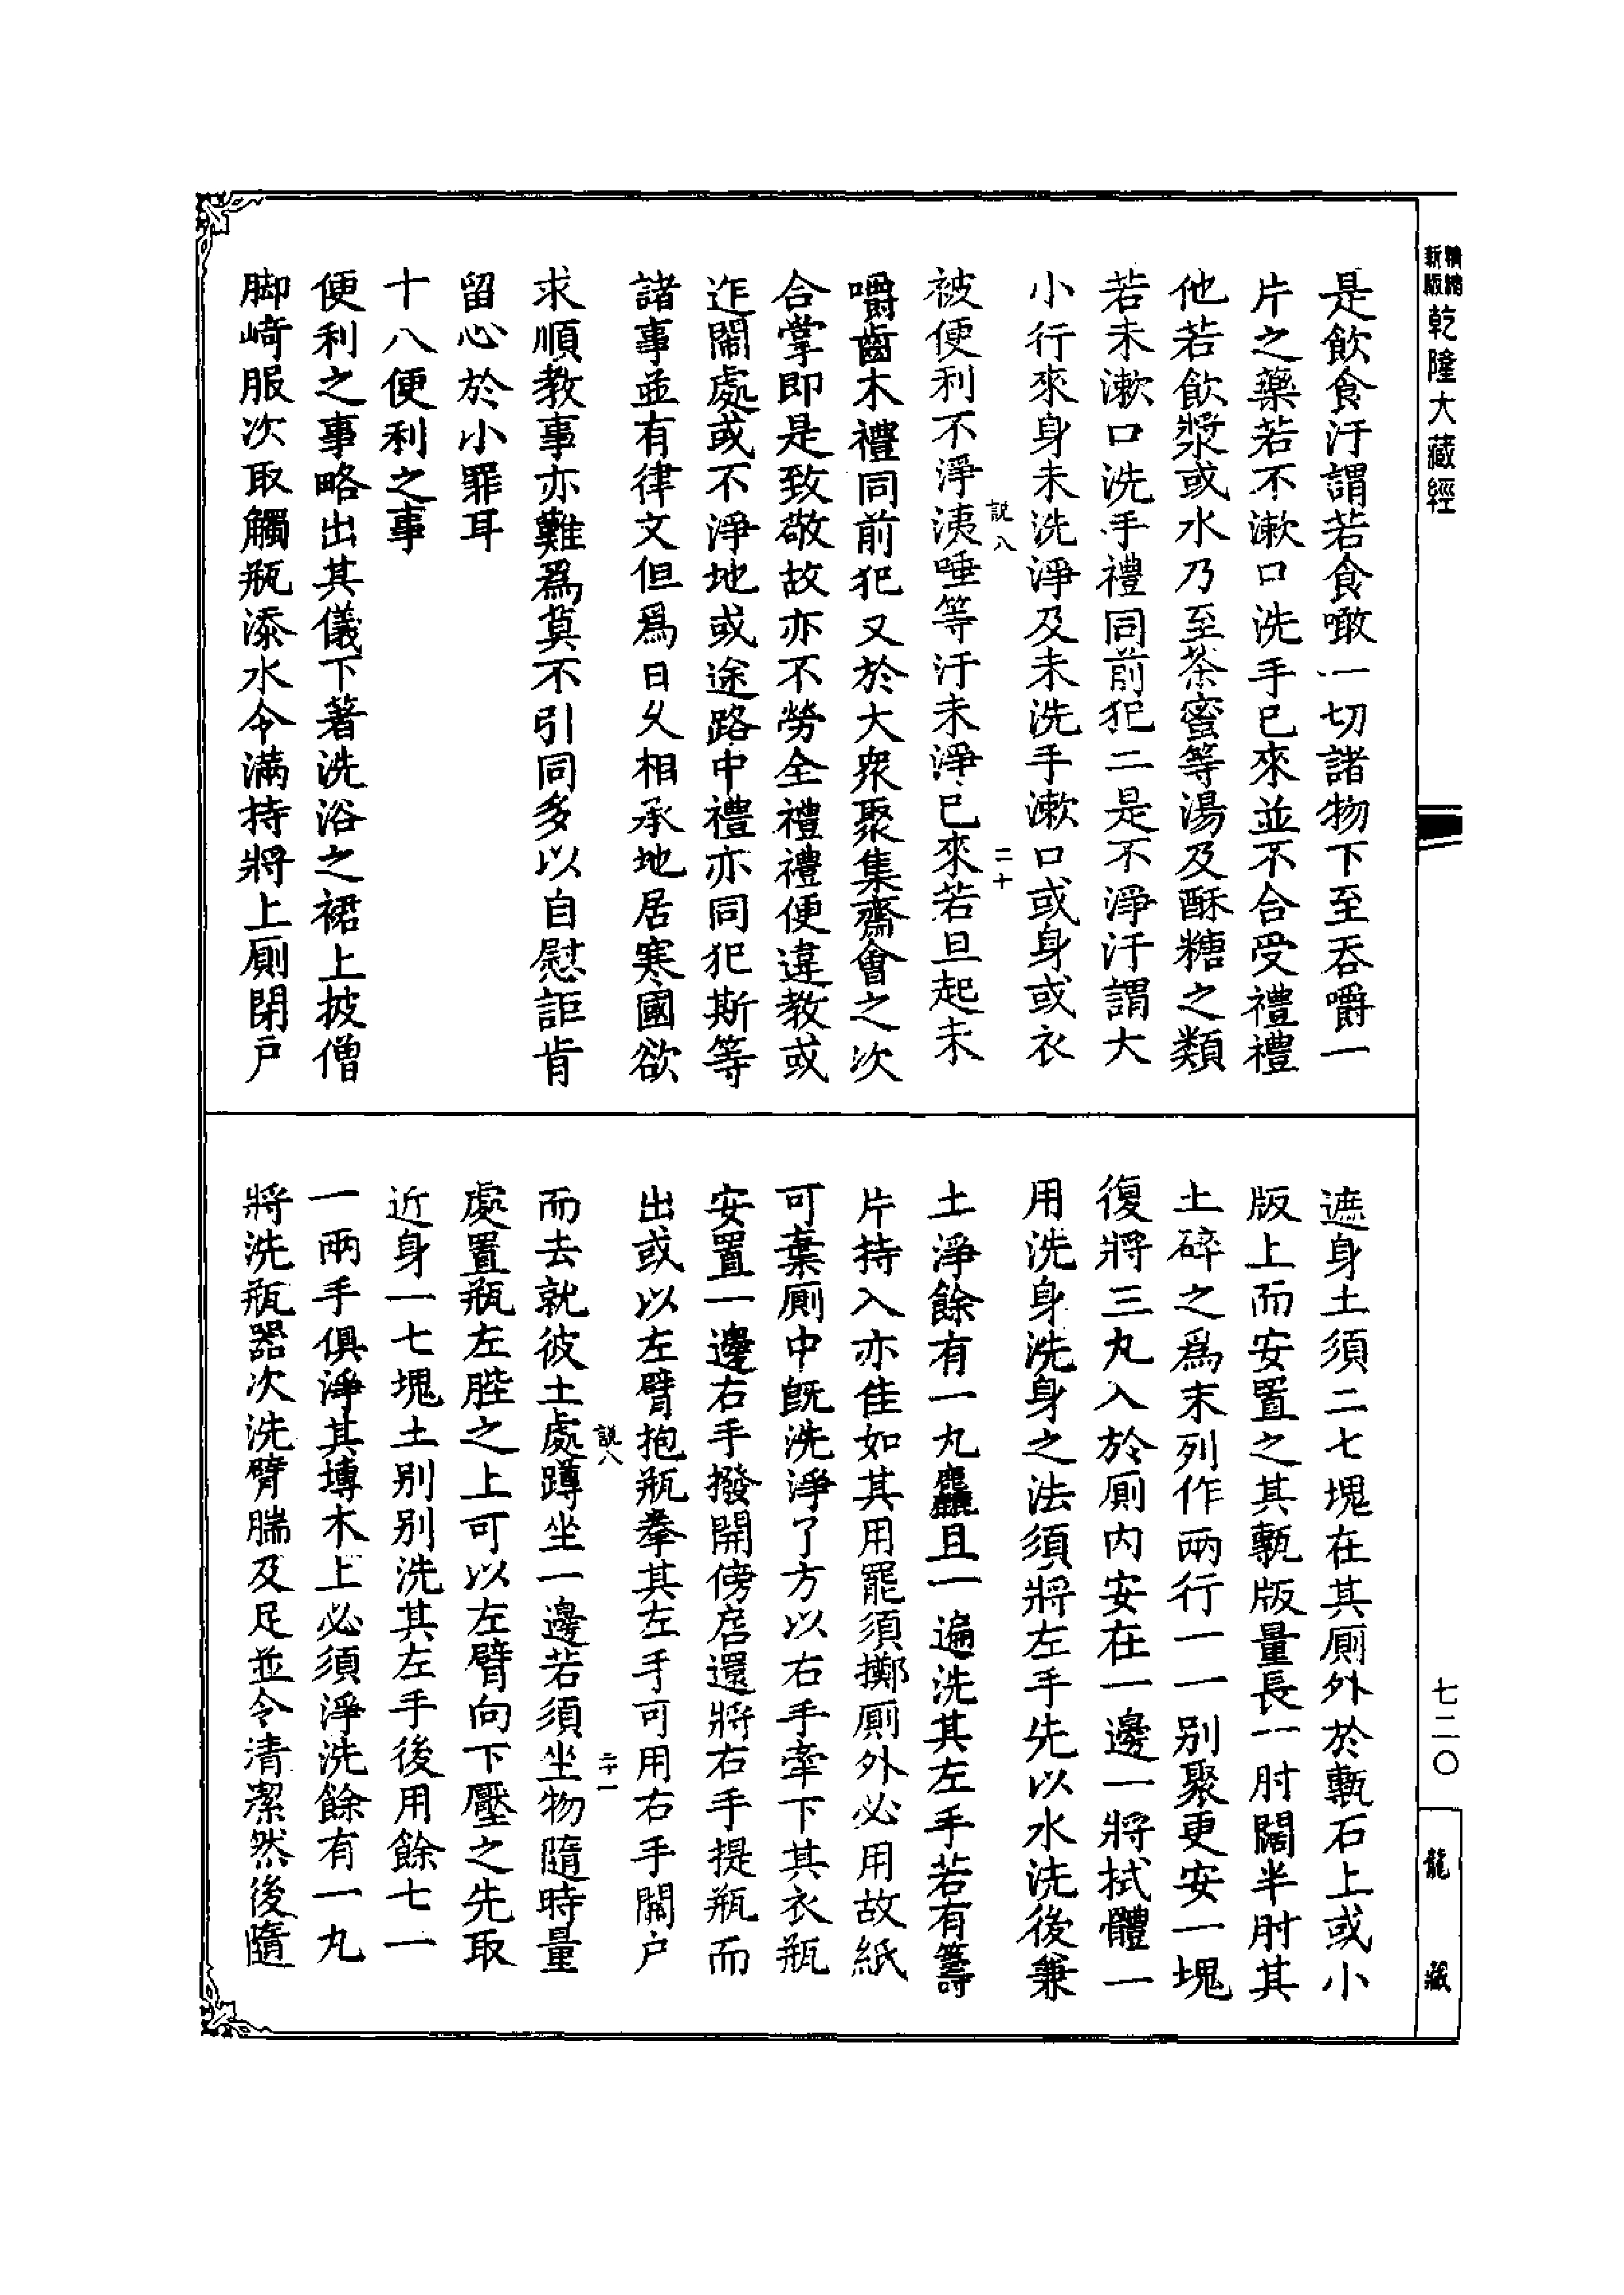 精縮
新版
乾隆大藏經
是飲食汙謂若食噉一切諸物下至吞嚼一
片之藥若不漱口洗手已來並不合受禮禮
他若飲漿或水乃至茶蜜等湯及酥糖之類
若未漱口洗手禮同前犯二是不淨汙謂大
小行來身未洗淨及未洗手漱口或身或衣
説八
二十
被便利不淨洟唾等汙未淨已來若旦起未
嚼齒木禮同前犯又於大衆聚集齋會之次
合掌即是致敬故亦不勞全禮禮便違教或
迮鬧處或不淨地或途路中禮亦同犯斯等
諸事並有律文但爲日久相承地居寒國欲
求順教事亦難爲莫不引同多以自慰詎肯
留心於小罪耳
十八便利之事
便利之事略出其儀下著洗浴之裙上披僧
脚崎服次取觸瓶添水令滿持將上廁閉户
遮身土須二七塊在其廁外於甎石上或小
版上而安置之其甎版量長一肘闊半肘其
土碎之爲末列作兩行一一别聚更安一塊
復將三丸入於廁內安在一邊一將拭體一
用洗身洗身之法須將左手先以水洗後兼
土淨餘有一丸麤且一遍洗其左手若有籌
片持入亦佳如其用罷須擲廁外必用故紙
可棄廁中旣洗淨了方以右手牽下其衣瓶
安置一邊右手撥開傍扂還將右手提瓶而
出或以左臂抱瓶拳其左手可用右手關户
説八
二十一
而去就彼土處蹲坐一邊若須坐物隨時量
處置瓶左䏶之上可以左臂向下壓之先取
近身一七塊土别别洗其左手後用餘七一
一兩手俱淨其塼木上必須淨洗餘有一丸
將洗瓶器次洗臂腨及足並令清潔然後隨
七二〇
龍藏